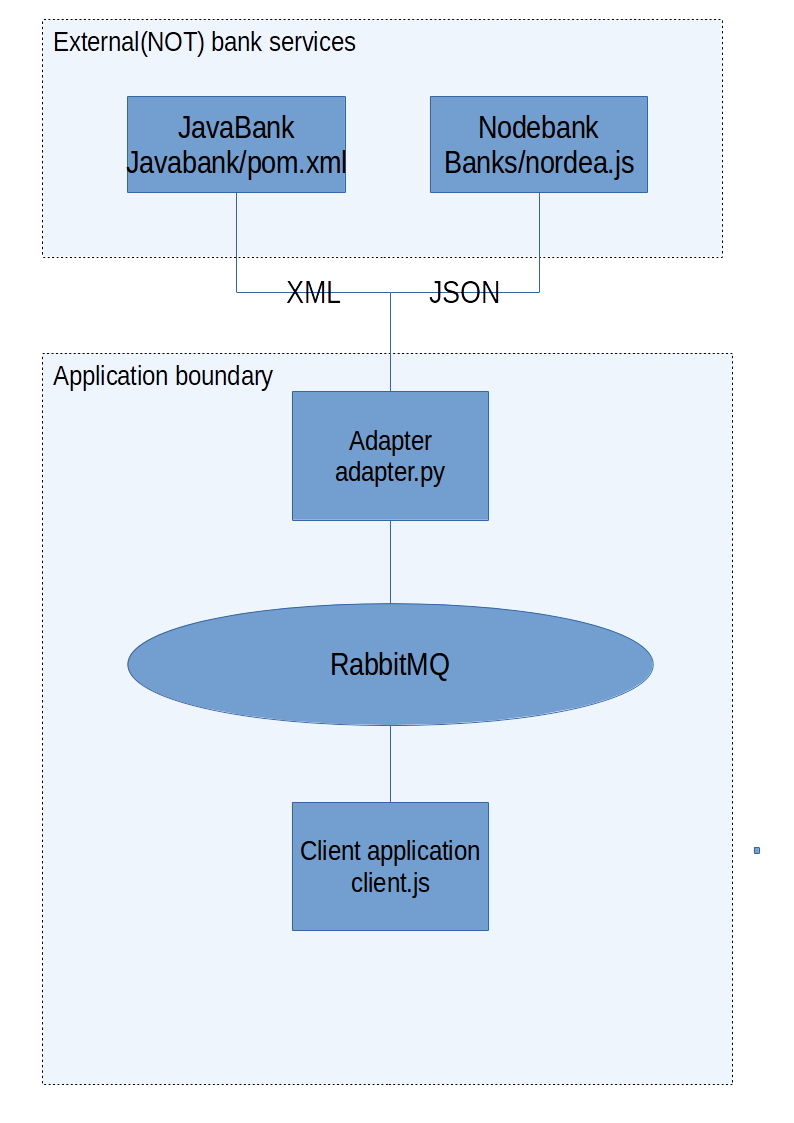 External(NOT) bank services
JavaBank
Javabank/pom.xml
Nodebank
Banks/nordea.js
XML
JSON
Application boundary
Adapter
adapter.py
RabbitMQ
Client application
client.js